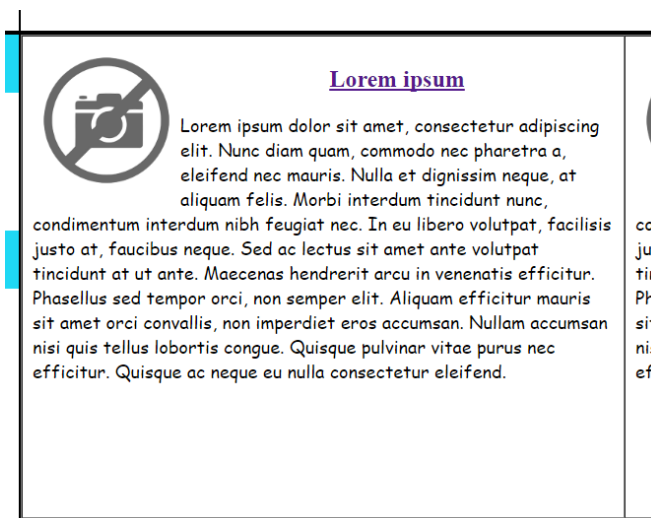 Lorem ipsum
Lorem ipsum dolor sit amet, consectetur adipiscing
elit. Nunc diam quam, commodo nec pharetra a,
eleifend nec mauris. Nulla et dignissim neque, at
aliquam felis. Morbi interdum tincidunt nunc,
condimentum interdum nibh feugiat nec. In eu libero volutpat, facilisis
justo at, faucibus neque. Sed ac lectus sit amet ante volutpat
tincidunt at ut ante. Maecenas hendrerit arcu in venenatis efficitur.
Phasellus sed tempor orci, non semper elit. Aliquam efficitur mauris
sit amet orci convallis, non imperdiet eros accumsan. Nullam accumsan
nisi quis tellus lobortis congue. Quisque pulvinar vitae purus nec
efficitur. Quisque ac neque eu nulla consectetur eleifend.